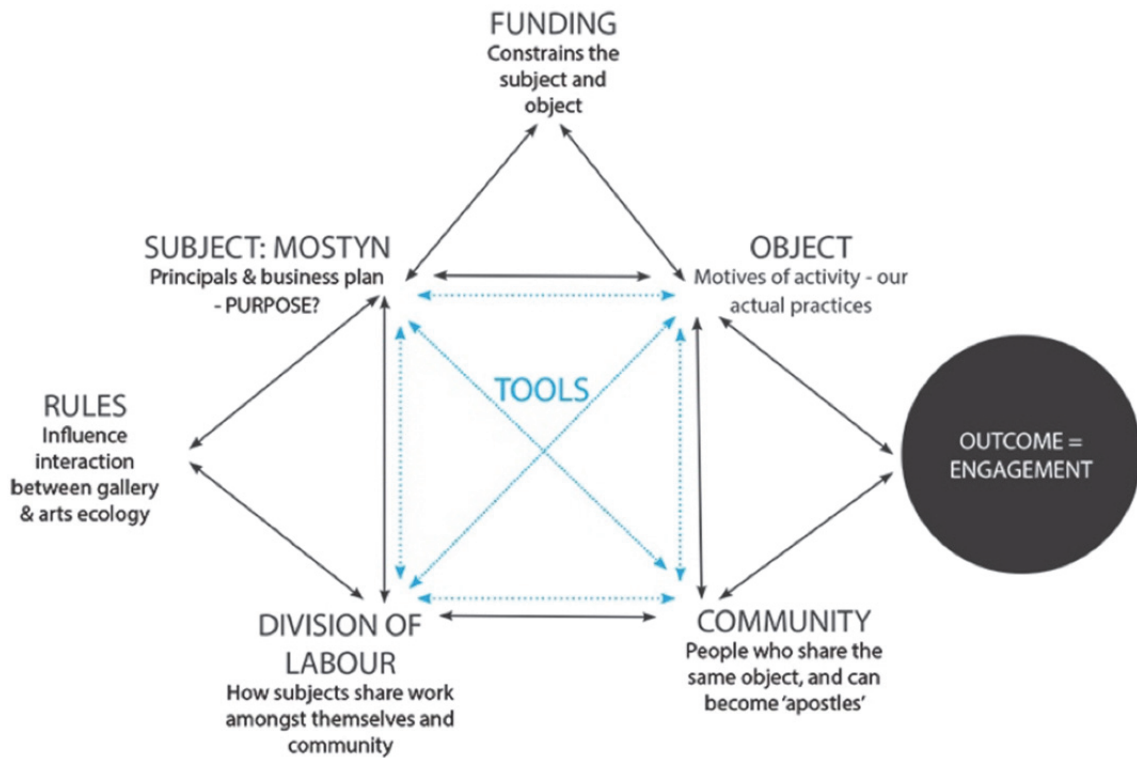 FUNDING
Constrains the
subject and
object
SUBJECT: MOSTYN
Principals & business plan
- PURPOSE?
OBJECT
Motives of activity - our
actual practices
TOOLS
RULES
Influence
interaction
between gallery
& arts ecology
OUTCOME =
ENGAGEMENT
DIVISION OF
LABOUR
How subjects share work
amongst themselves and
community
COMMUNITY
People who share the
same object, and can
become ‘apostles’